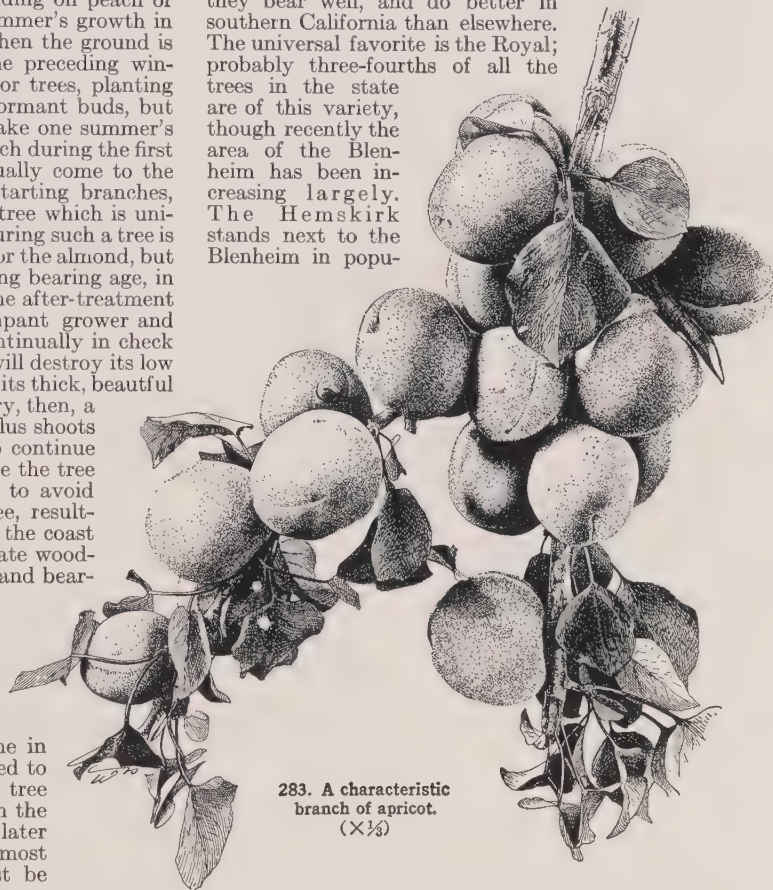 ding on peach or
mmer's growth in
hen the ground is
e preceding win-
or trees, planting
ormant buds, but
ake one summer's
ch during the first
ally come to the
tarting branches,
tree which is uni-
uring such a tree is
or the almond, but
ng bearing age, in
he after-treatment
pant grower and
ntinually in check
will destroy its low
its thick, beautiful
ry, then, a
lus shoots
continue
e the tree
to avoid
ee, result-
the coast
ate wood-
and bear-
ne in
ed to
tree
n the
later
most
st be
they bear well, and do better in
southern California than elsewhere.
The universal favorite is the Royal;
probably three-fourths of all the
trees in the state
are of this variety,
though recently the
area of the Blen-
heim has been in-
creasing largely.
The Hemskirk
stands next to the
Blenheim in popu-
283. A characteristic
branch of apricot.
(×⅓)